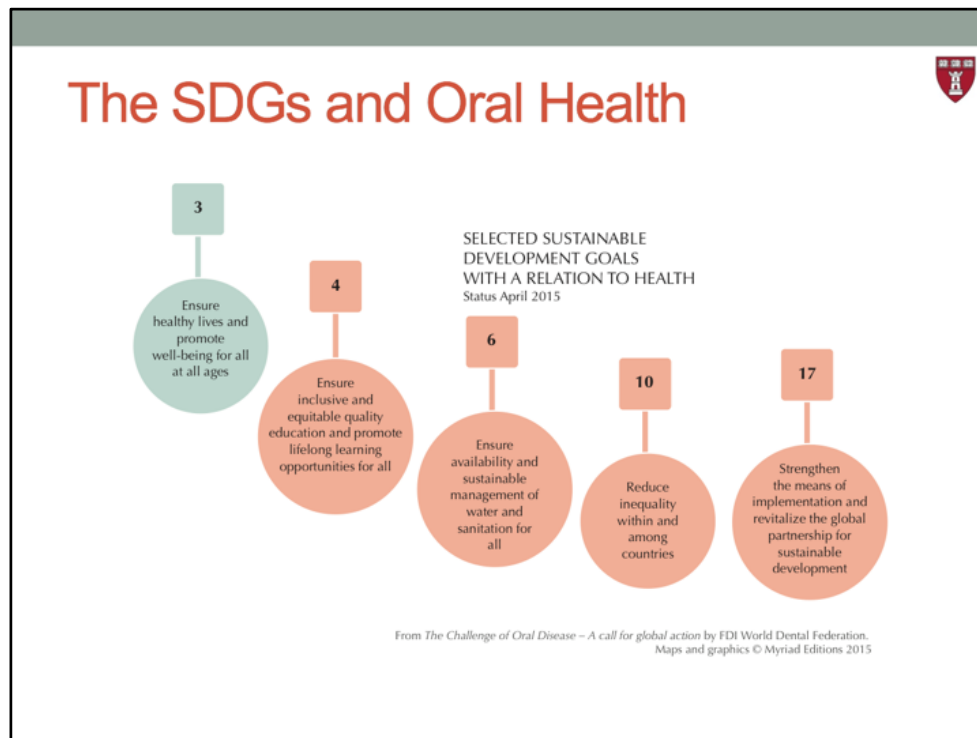 The SDGs and Oral Health
3
Ensure
healthy lives and
promote
well-being for all
at all ages
4
Ensure
inclusive and
equitable quality
education and promote
lifelong learning
opportunities for all
SELECTED SUSTAINABLE
DEVELOPMENT GOALS
WITH A RELATION TO HEALTH
Status April 2015
6
Ensure
availability and
sustainable
management of
water and
sanitation for
all
10
Reduce
inequality
within and
among
countries
17
Strengthen
the means of
implementation and
revitalize the global
partnership for
sustainable
development
From The Challenge of Oral Disease – A call for global action by FDI World Dental Federation.
Maps and graphics © Myriad Editions 2015